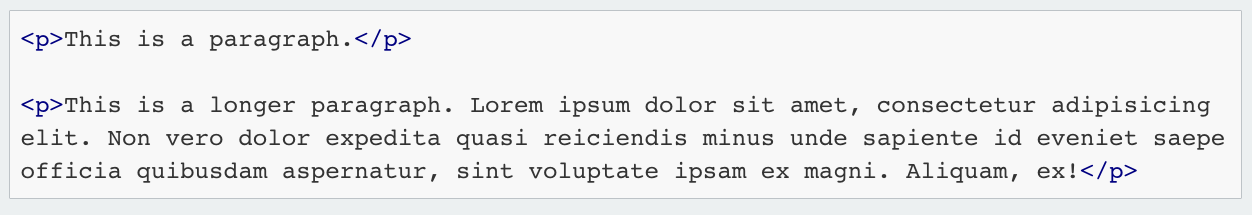 <p>This is a paragraph.</p>
<p>This is a longer paragraph. Lorem ipsum dolor sit amet, consectetur adipisicing
elit. Non vero dolor expedita quasi reiciendis minus unde sapiente id eveniet saepe
officia quibusdam aspernatur, sint voluptate ipsam ex magni. Aliquam, ex!</p>